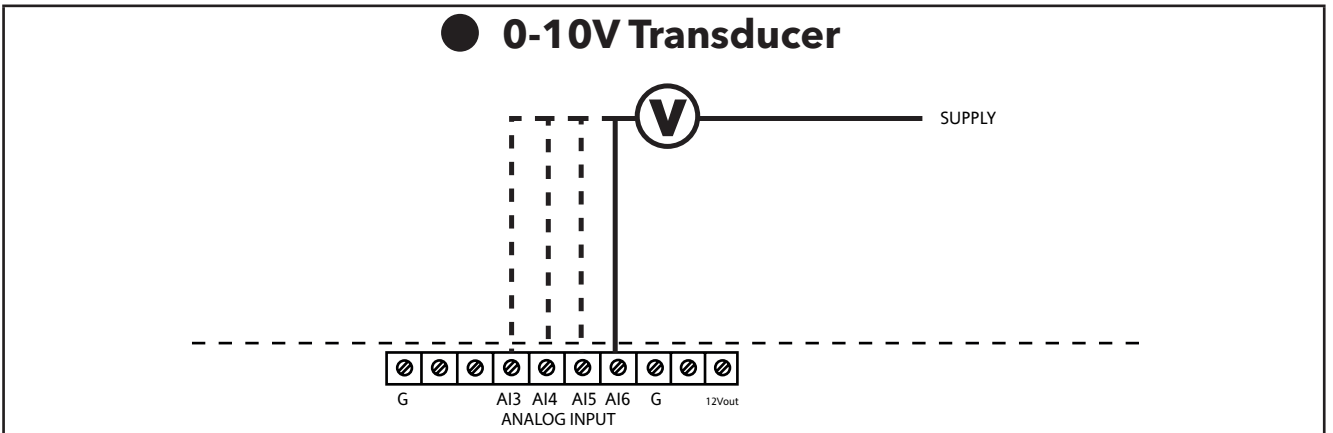 0-10V Transducer
V
SUPPLY
G AI3 AI4 AI5 AI6 G 12Vout
ANALOG INPUT